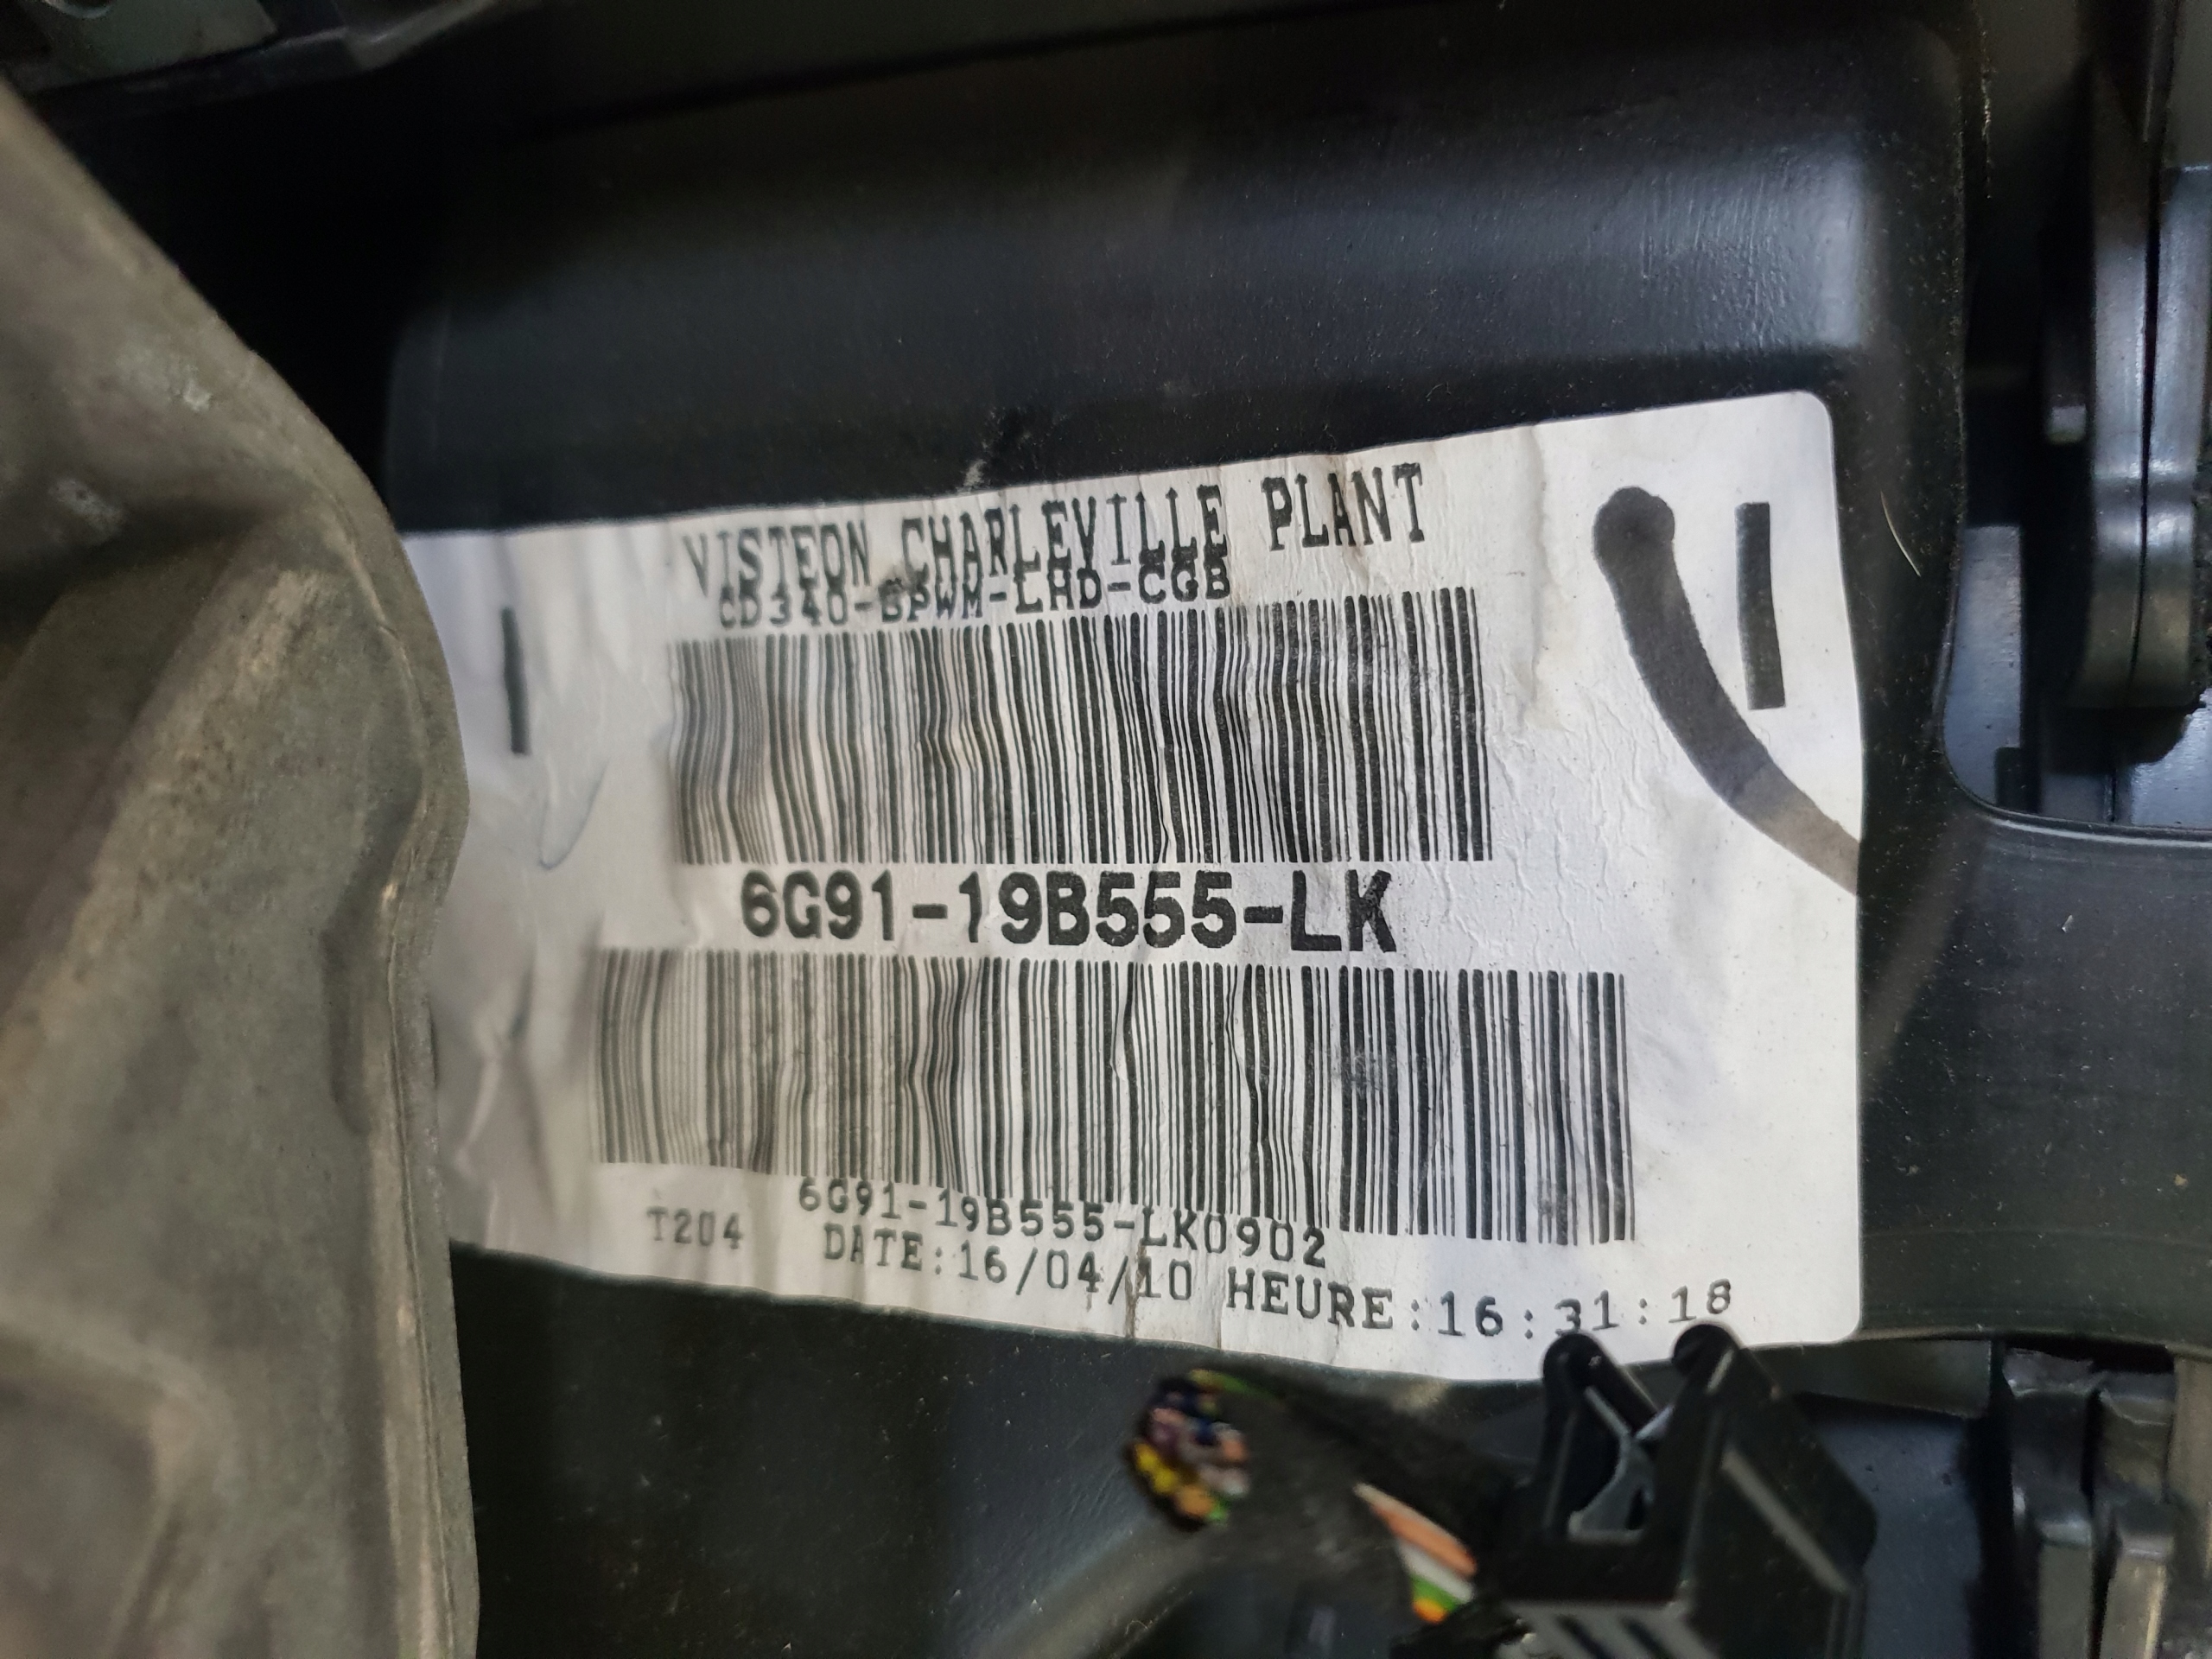 VISTEON CHARLEVILLE PLANT
CD340-BPWM-LHD-CGB
6G91-19B555-LK
6G91-19B555-LK0902
T204 DATE:16/04/10 HEURE:16:31:18